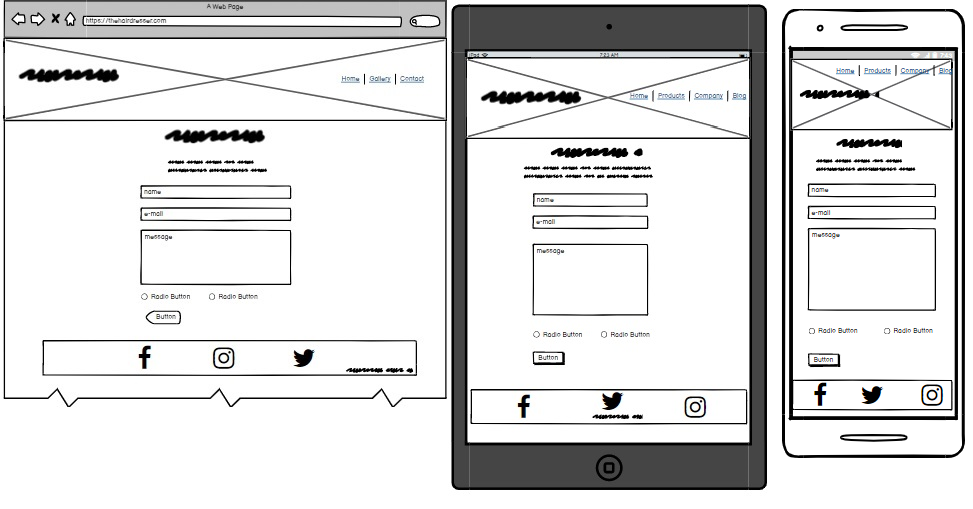 A Web Page
https://thehairdresser.com
Home Gallery Contact
name
e-mail
message
Radio Button Radio Button
Button
iPad 7:23 AM
Home Products Company Blog
name
e-mail
message
Radio Button Radio Button
Button
Home Products Company Blog
name
e-mail
message
Radio Button Radio Button
Button